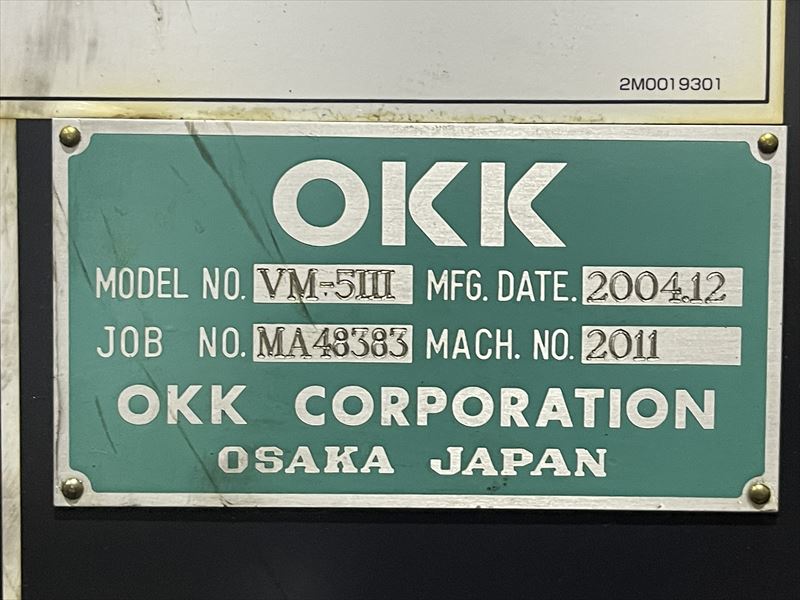 2M0019301
OKK
MODEL NO. VM-5III MFG. DATE. 2004.12
JOB NO. MA48383 MACH. NO. 2011
OKK CORPORATION
OSAKA JAPAN